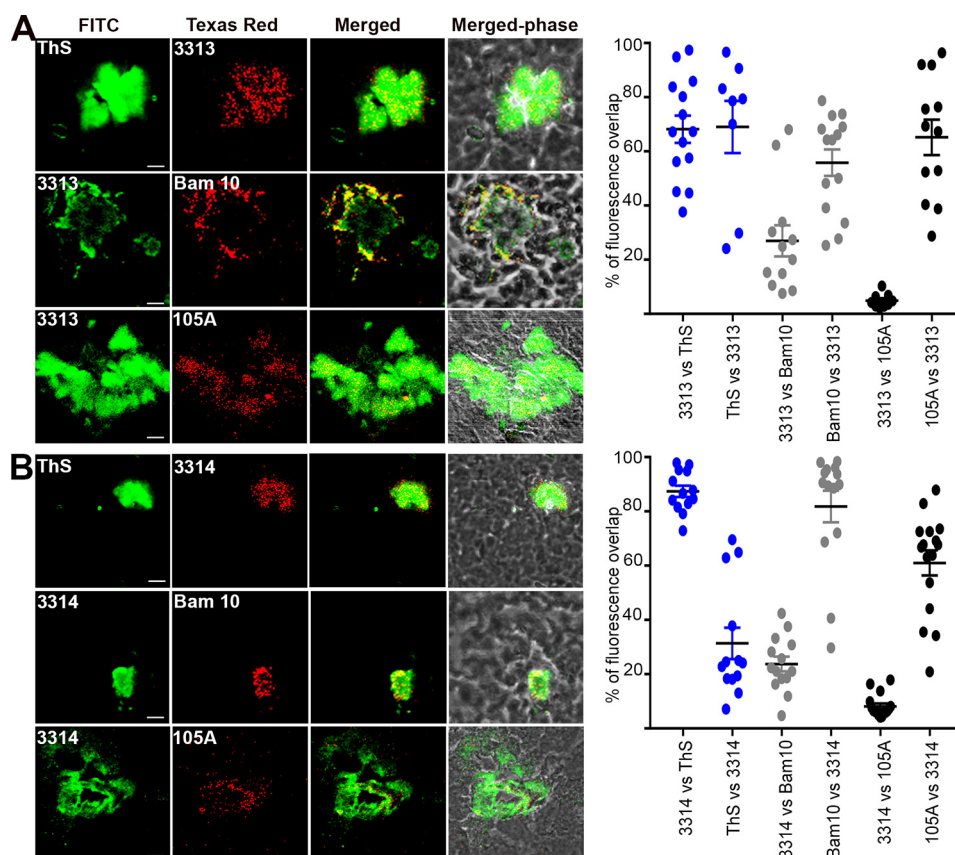 FITC Texas Red Merged Merged-phase
A
ThS 3313
3313 Bam 10
3313 105A
100
80
60
40
20
% of fluorescence overlap
3313 vs ThS
ThS vs 3313
3313 vs Bam10
Bam10 vs 3313
3313 vs 105A
105A vs 3313
B
ThS 3314
3314 Bam 10
3314 105A
100
80
60
40
20
% of fluorescence overlap
3314 vs ThS
ThS vs 3314
3314 vs Bam10
Bam10 vs 3314
3314 vs 105A
105A vs 3314